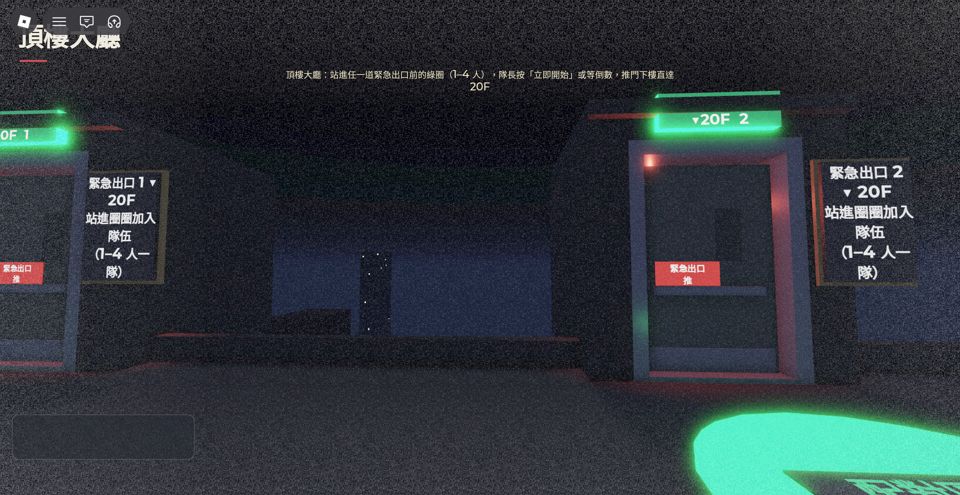 頂樓大廳
頂樓大廳：站進任一道緊急出口前的綠圈（1–4 人），隊長按「立即開始」或等倒數，推門下樓直達
20F
0F 1
▼20F 2
緊急出口 1 ▼
20F
站進圈圈加入
隊伍
（1–4 人一
隊）
緊急出口 2
▼ 20F
站進圈圈加入
隊伍
（1–4 人一
隊）
緊急出口
推
緊急出口
推